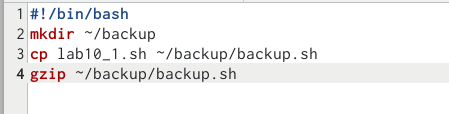 1 #!/bin/bash
2 mkdir ~/backup
3 cp lab10_1.sh ~/backup/backup.sh
4 gzip ~/backup/backup.sh